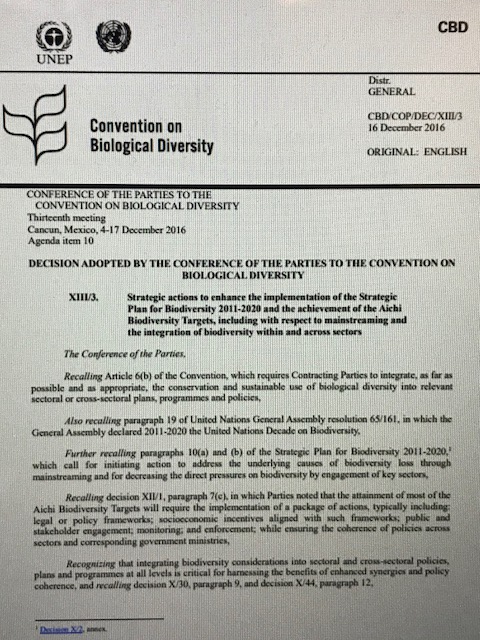 CBD
UNEP
Distr.
GENERAL
CBD/COP/DEC/XIII/3
16 December 2016
ORIGINAL: ENGLISH
Convention on
Biological Diversity
CONFERENCE OF THE PARTIES TO THE
CONVENTION ON BIOLOGICAL DIVERSITY
Thirteenth meeting
Cancun, Mexico, 4-17 December 2016
Agenda item 10
DECISION ADOPTED BY THE CONFERENCE OF THE PARTIES TO THE CONVENTION ON
BIOLOGICAL DIVERSITY
XIII/3. Strategic actions to enhance the implementation of the Strategic
Plan for Biodiversity 2011-2020 and the achievement of the Aichi
Biodiversity Targets, including with respect to mainstreaming and
the integration of biodiversity within and across sectors
The Conference of the Parties,
Recalling Article 6(b) of the Convention, which requires Contracting Parties to integrate, as far as
possible and as appropriate, the conservation and sustainable use of biological diversity into relevant
sectoral or cross-sectoral plans, programmes and policies,
Also recalling paragraph 19 of United Nations General Assembly resolution 65/161, in which the
General Assembly declared 2011-2020 the United Nations Decade on Biodiversity,
Further recalling paragraphs 10(a) and (b) of the Strategic Plan for Biodiversity 2011-2020,¹
which call for initiating action to address the underlying causes of biodiversity loss through
mainstreaming and for decreasing the direct pressures on biodiversity by engagement of key sectors,
Recalling decision XII/1, paragraph 7(c), in which Parties noted that the attainment of most of the
Aichi Biodiversity Targets will require the implementation of a package of actions, typically including:
legal or policy frameworks; socioeconomic incentives aligned with such frameworks; public and
stakeholder engagement; monitoring; and enforcement; while ensuring the coherence of policies across
sectors and corresponding government ministries,
Recognizing that integrating biodiversity considerations into sectoral and cross-sectoral policies,
plans and programmes at all levels is critical for harnessing the benefits of enhanced synergies and policy
coherence, and recalling decision X/30, paragraph 9, and decision X/44, paragraph 12,
¹ Decision X/2, annex.